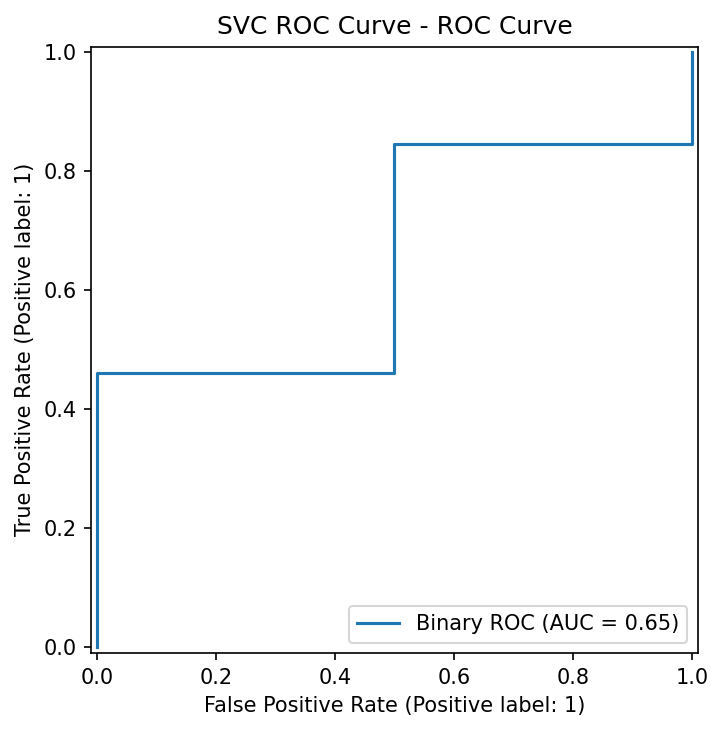 SVC ROC Curve - ROC Curve
True Positive Rate (Positive label: 1)
1.0
0.8
0.6
0.4
0.2
0.0
Binary ROC (AUC = 0.65)
0.0 0.2 0.4 0.6 0.8 1.0
False Positive Rate (Positive label: 1)